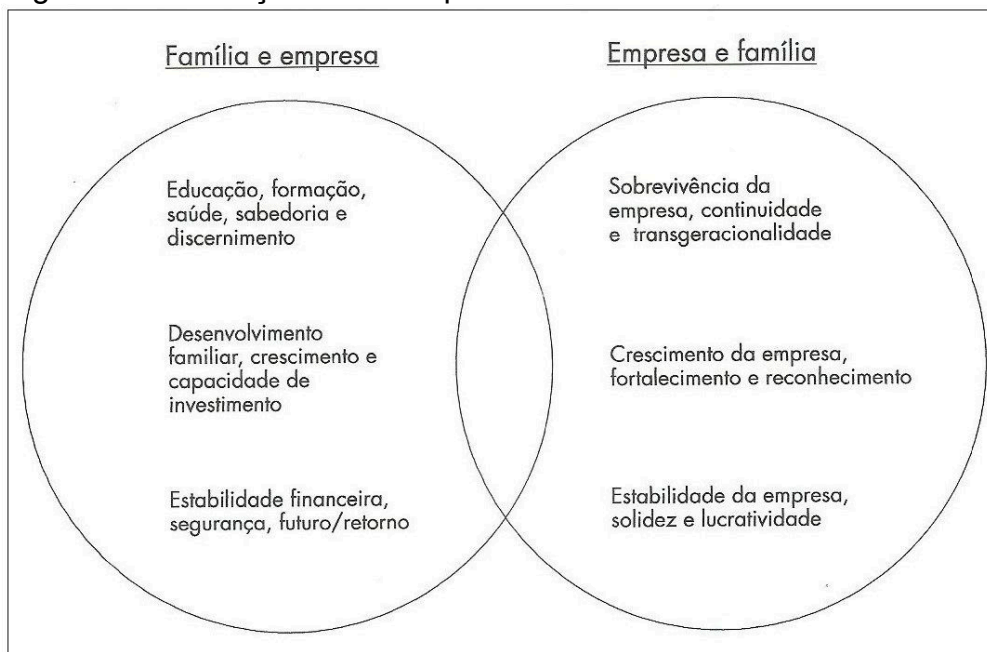 Família e empresa
Empresa e família
Educação, formação,
saúde, sabedoria e
discernimento
Sobrevivência da
empresa, continuidade
e transgeracionalidade
Desenvolvimento
familiar, crescimento e
capacidade de
investimento
Crescimento da empresa,
fortalecimento e reconhecimento
Estabilidade financeira,
segurança, futuro/retorno
Estabilidade da empresa,
solidez e lucratividade